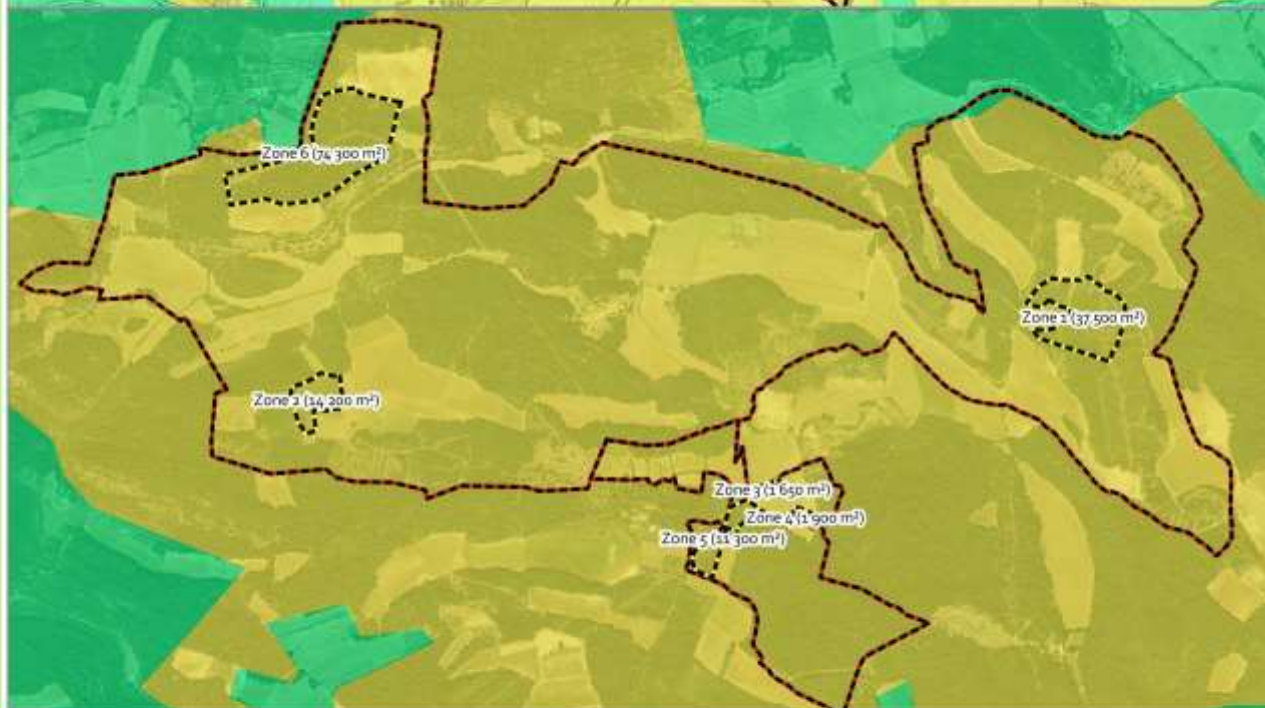 Zone 6 (74 300 m²)
Zone 1 (37 500 m²)
Zone 2 (14 200 m²)
Zone 3 (1 650 m²)
Zone 4 (1 900 m²)
Zone 5 (11 300 m²)